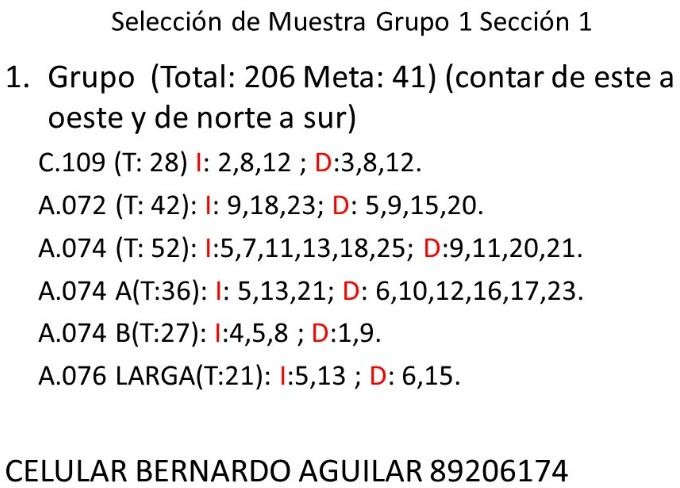 Selección de Muestra Grupo 1 Sección 1
1. Grupo (Total: 206 Meta: 41) (contar de este a
oeste y de norte a sur)
C.109 (T: 28) I: 2,8,12 ; D:3,8,12.
A.072 (T: 42): I: 9,18,23; D: 5,9,15,20.
A.074 (T: 52): I:5,7,11,13,18,25; D:9,11,20,21.
A.074 A(T:36): I: 5,13,21; D: 6,10,12,16,17,23.
A.074 B(T:27): I:4,5,8 ; D:1,9.
A.076 LARGA(T:21): I:5,13 ; D: 6,15.
CELULAR BERNARDO AGUILAR 89206174